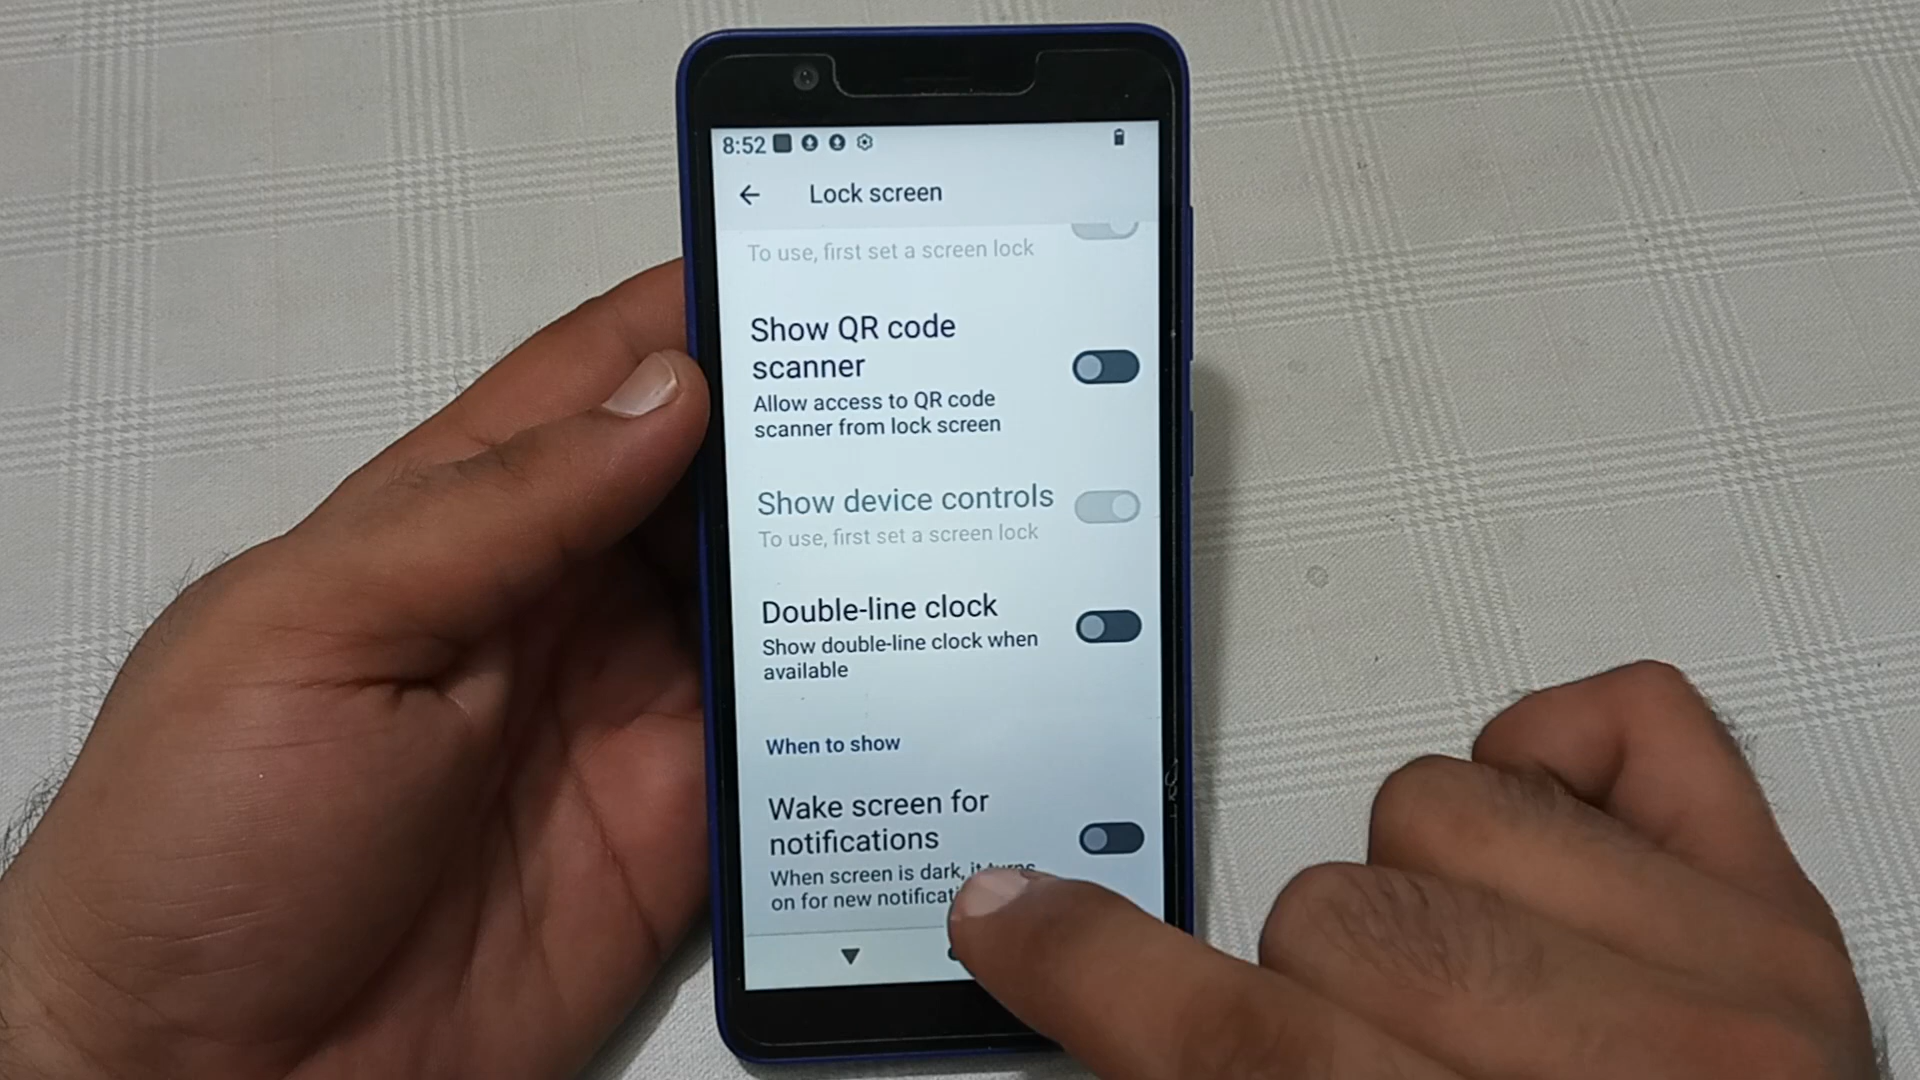 8:52
Lock screen
To use, first set a screen lock
Show QR code
scanner
Allow access to QR code
scanner from lock screen
Show device controls
To use, first set a screen lock
Double-line clock
Show double-line clock when
available
When to show
Wake screen for
notifications
When screen is dark, it turns
on for new